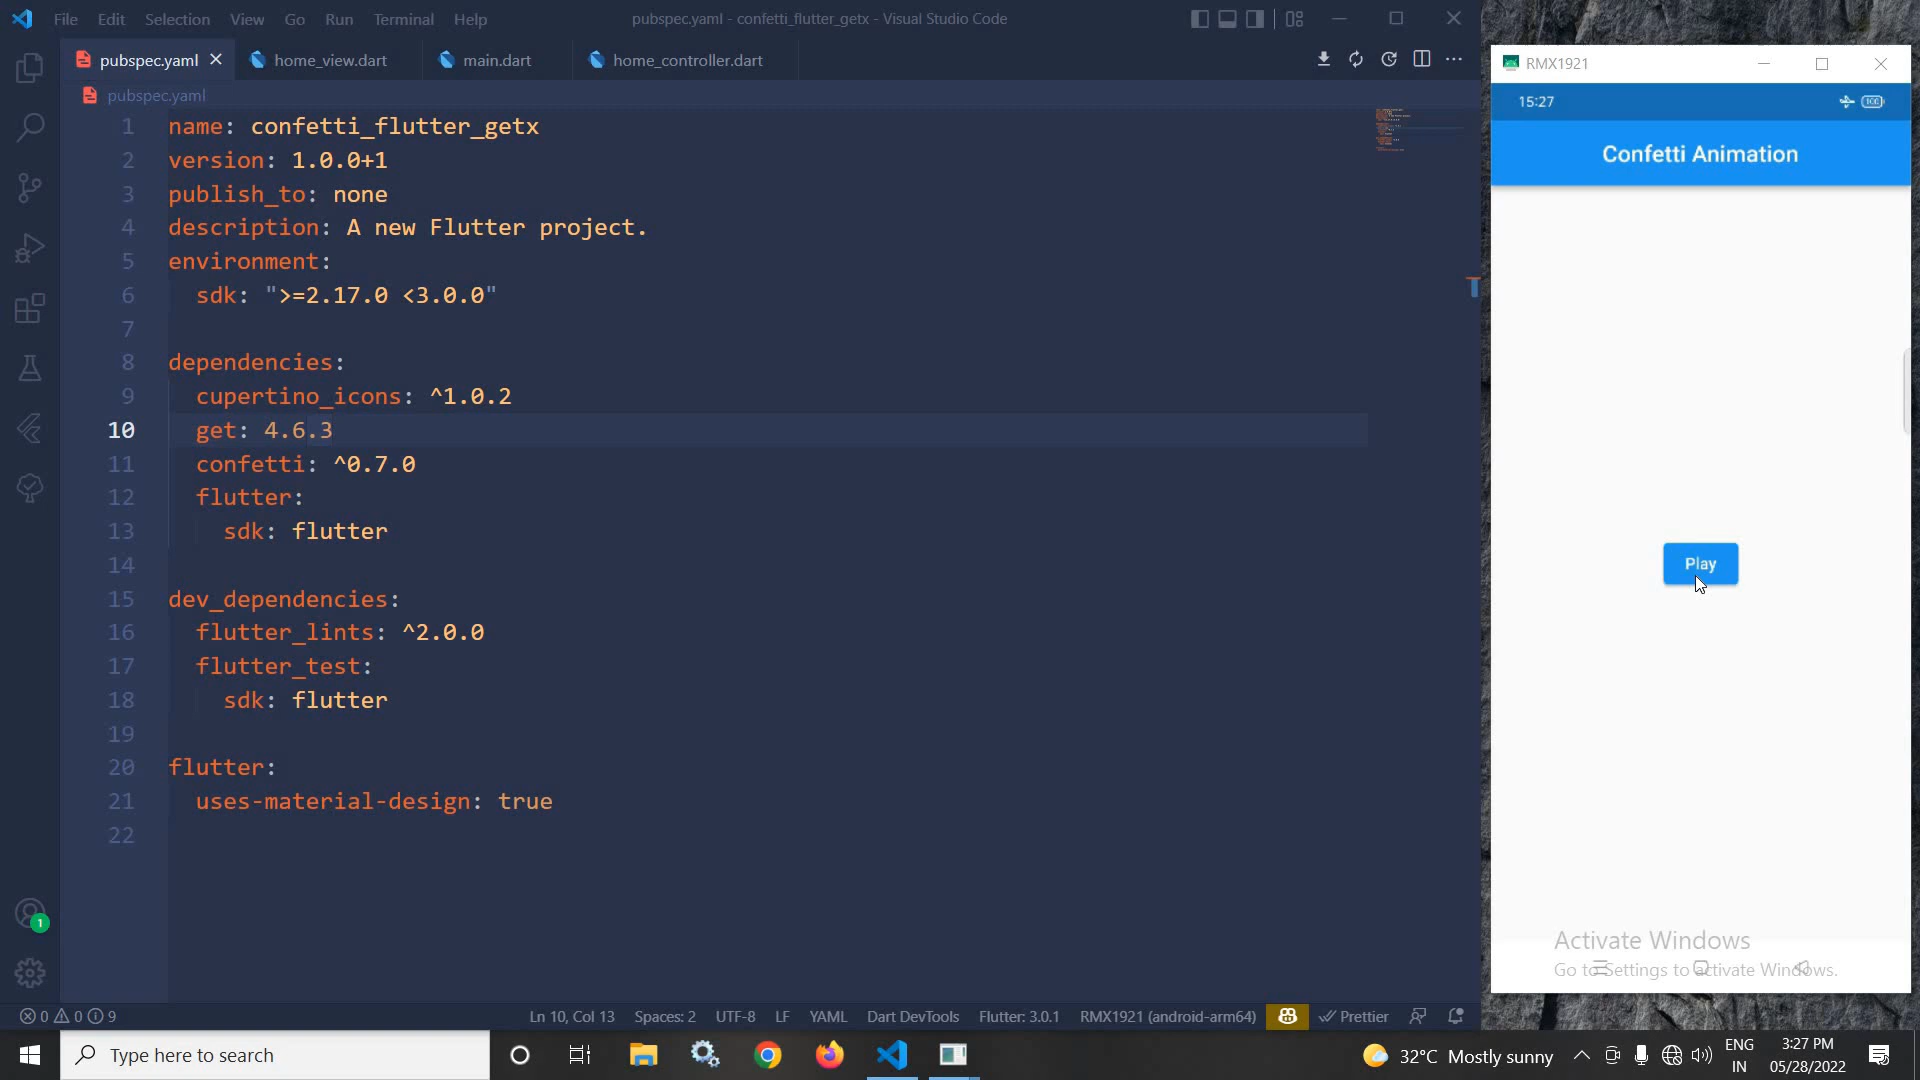 File Edit Selection View Go Run Terminal Help
pubspec.yaml - confetti_flutter_getx - Visual Studio Code
pubspec.yaml home_view.dart main.dart home_controller.dart
pubspec.yaml
1 name: confetti_flutter_getx
2 version: 1.0.0+1
3 publish_to: none
4 description: A new Flutter project.
5 environment:
6 sdk: ">=2.17.0 <3.0.0"
7
8 dependencies:
9 cupertino_icons: ^1.0.2
10 get: 4.6.3
11 confetti: ^0.7.0
12 flutter:
13 sdk: flutter
14
15 dev_dependencies:
16 flutter_lints: ^2.0.0
17 flutter_test:
18 sdk: flutter
19
20 flutter:
21 uses-material-design: true
22
1
0 0 9 Ln 10, Col 13 Spaces: 2 UTF-8 LF YAML Dart DevTools Flutter: 3.0.1 RMX1921 (android-arm64) Prettier
RMX1921
15:27 100
Confetti Animation
Play
Activate Windows
Go to Settings to activate Windows.
Type here to search
32°C Mostly sunny
ENG
IN
3:27 PM
05/28/2022